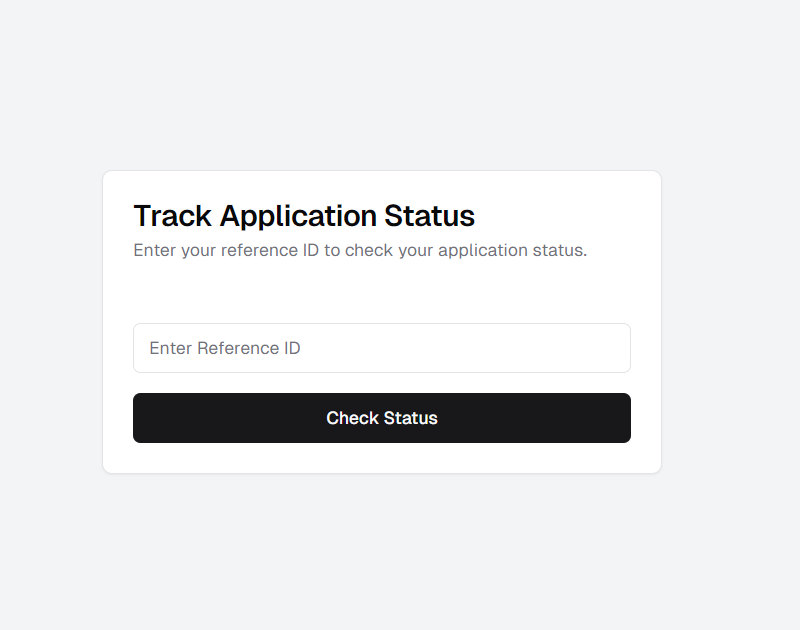 Track Application Status
Enter your reference ID to check your application status.
Enter Reference ID
Check Status